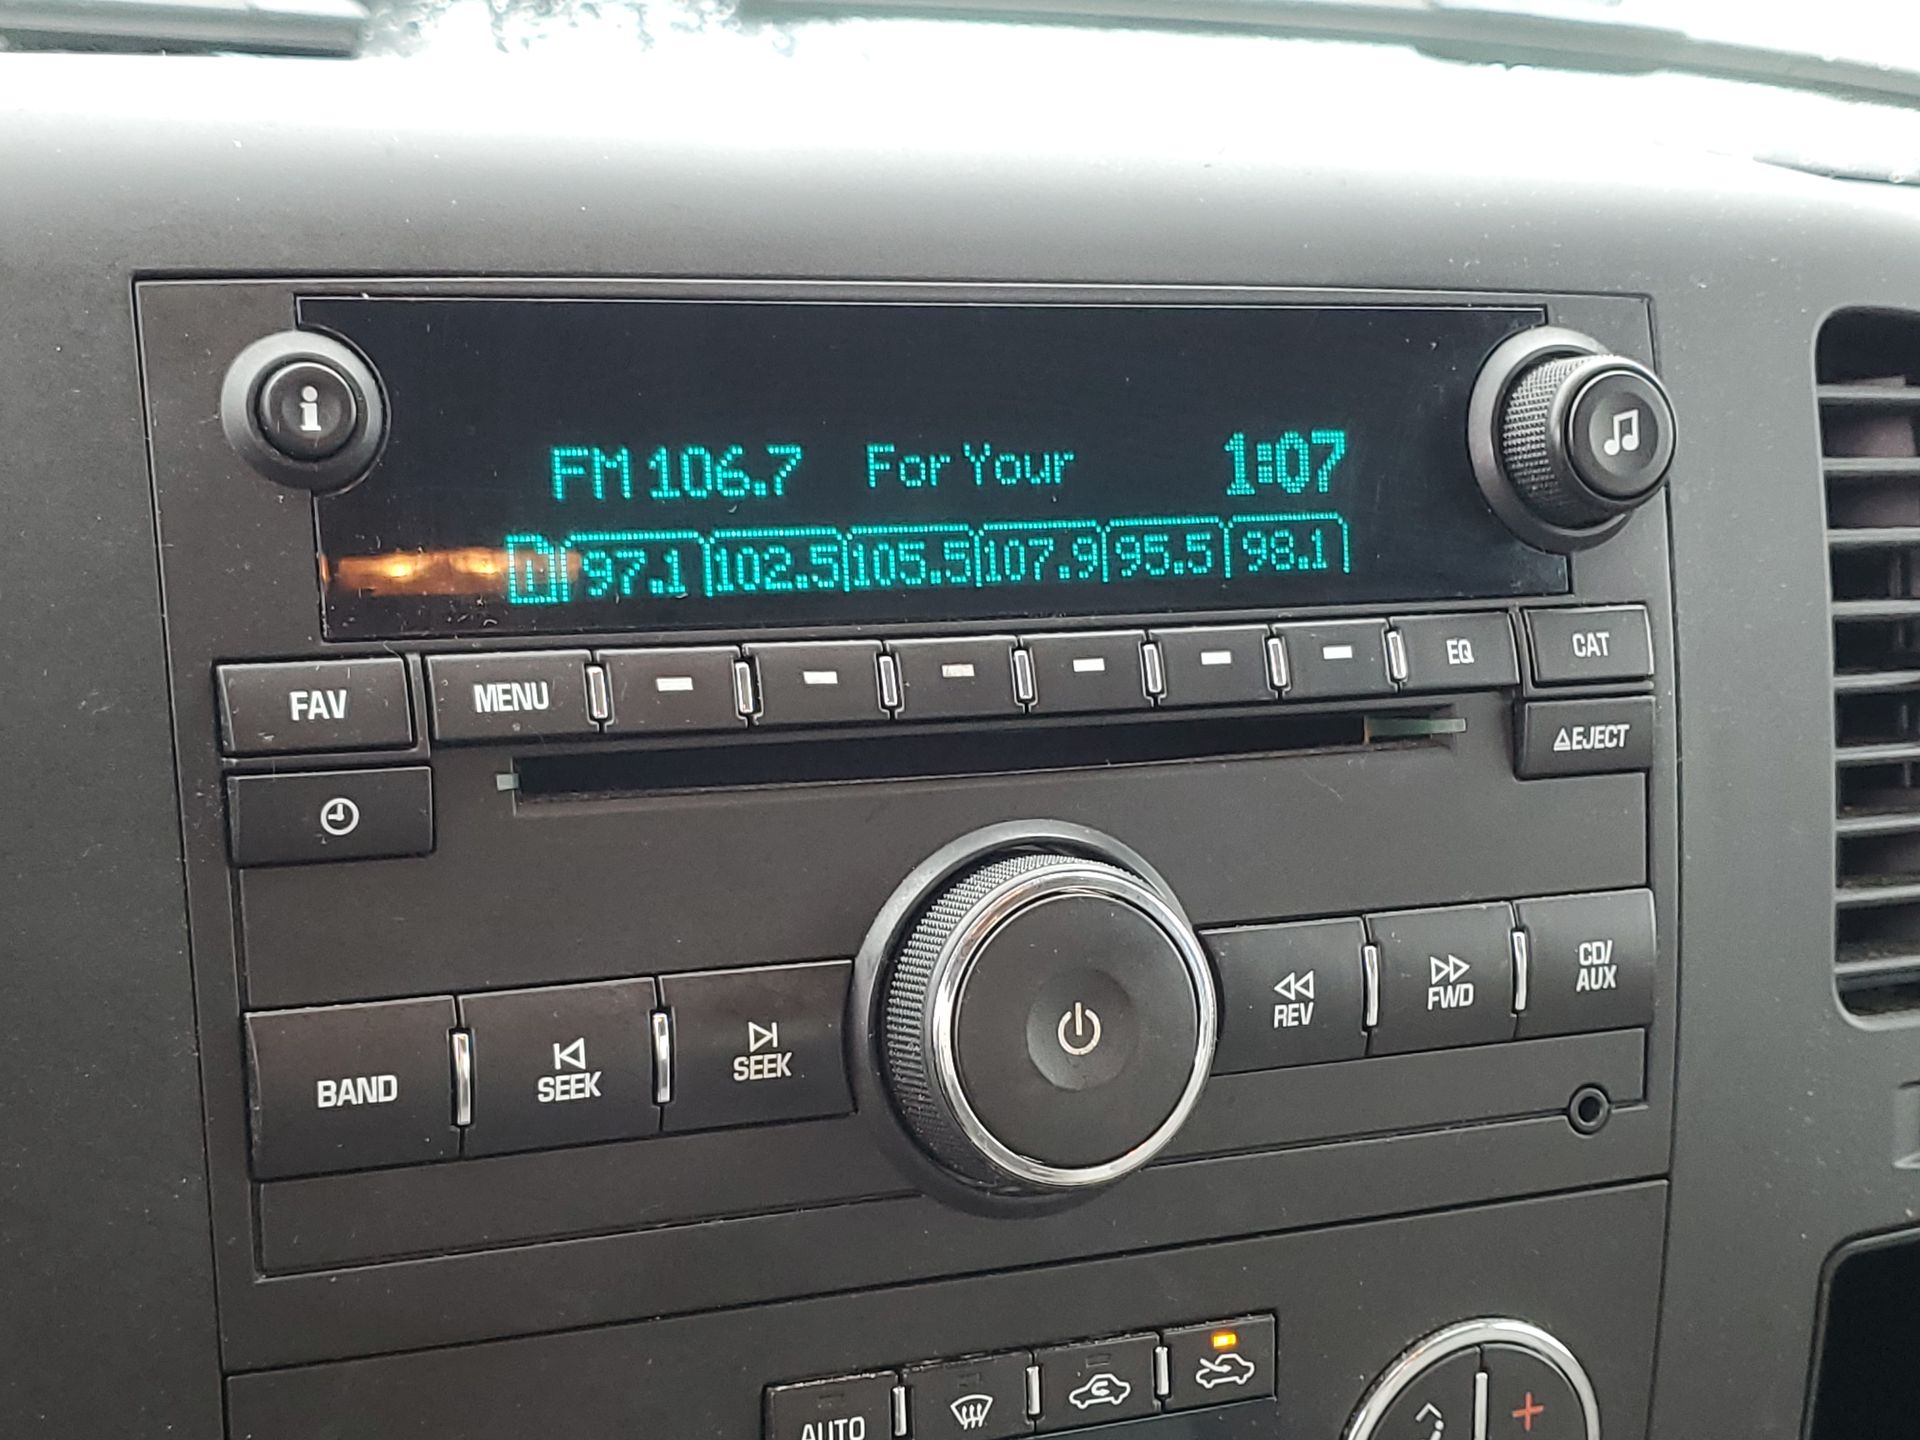 i
FM 106.7 For Your 1:07
1 97.1 102.5 105.5 107.9 95.5 98.1
FAV MENU EQ CAT
EJECT
BAND SEEK SEEK REV FWD CD/
AUX
AUTO +